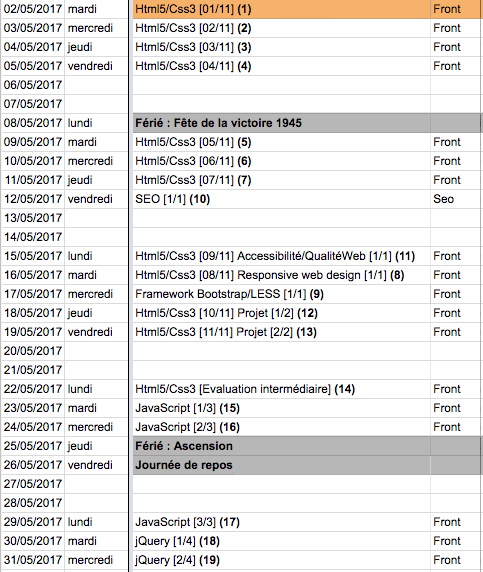 02/05/2017 mardi Html5/Css3 [01/11] (1) Front
03/05/2017 mercredi Html5/Css3 [02/11] (2) Front
04/05/2017 jeudi Html5/Css3 [03/11] (3) Front
05/05/2017 vendredi Html5/Css3 [04/11] (4) Front
06/05/2017
07/05/2017
08/05/2017 lundi Férié : Fête de la victoire 1945
09/05/2017 mardi Html5/Css3 [05/11] (5) Front
10/05/2017 mercredi Html5/Css3 [06/11] (6) Front
11/05/2017 jeudi Html5/Css3 [07/11] (7) Front
12/05/2017 vendredi SEO [1/1] (10) Seo
13/05/2017
14/05/2017
15/05/2017 lundi Html5/Css3 [09/11] Accessibilité/QualitéWeb [1/1] (11) Front
16/05/2017 mardi Html5/Css3 [08/11] Responsive web design [1/1] (8) Front
17/05/2017 mercredi Framework Bootstrap/LESS [1/1] (9) Front
18/05/2017 jeudi Html5/Css3 [10/11] Projet [1/2] (12) Front
19/05/2017 vendredi Html5/Css3 [11/11] Projet [2/2] (13) Front
20/05/2017
21/05/2017
22/05/2017 lundi Html5/Css3 [Evaluation intermédiaire] (14) Front
23/05/2017 mardi JavaScript [1/3] (15) Front
24/05/2017 mercredi JavaScript [2/3] (16) Front
25/05/2017 jeudi Férié : Ascension
26/05/2017 vendredi Journée de repos
27/05/2017
28/05/2017
29/05/2017 lundi JavaScript [3/3] (17) Front
30/05/2017 mardi jQuery [1/4] (18) Front
31/05/2017 mercredi jQuery [2/4] (19) Front